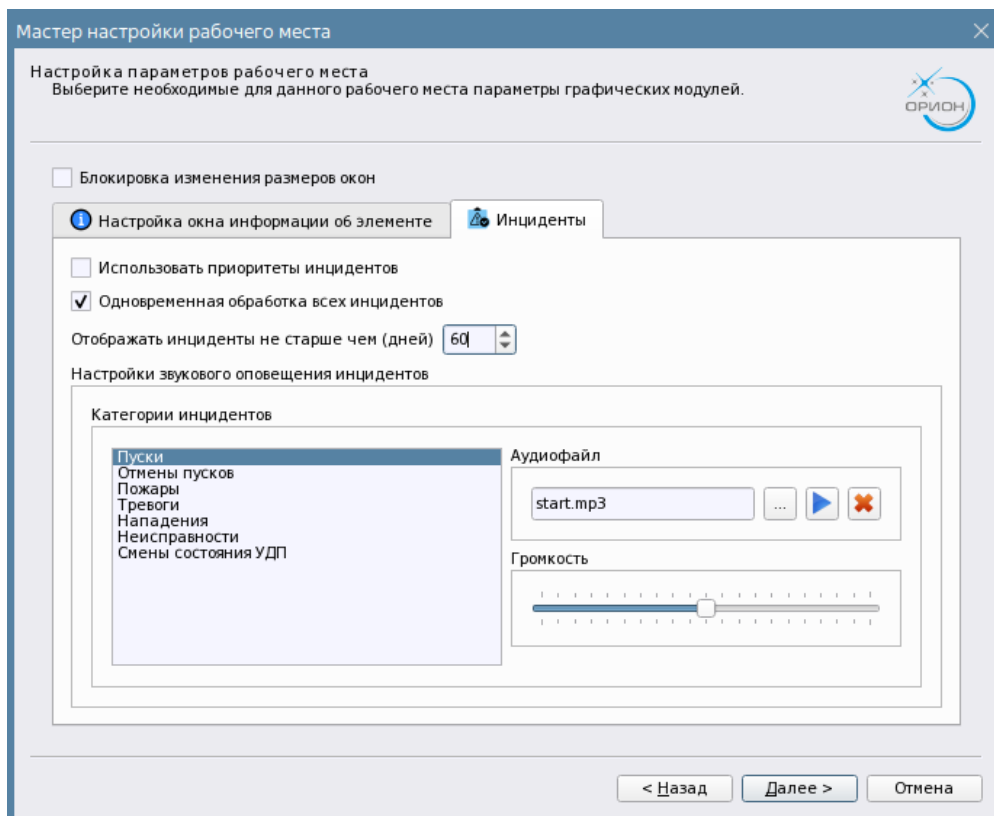 Мастер настройки рабочего места
Настройка параметров рабочего места
Выберите необходимые для данного рабочего места параметры графических модулей.
ОРИОН
Блокировка изменения размеров окон
Настройка окна информации об элементе
Инциденты
Использовать приоритеты инцидентов
Одновременная обработка всех инцидентов
Отображать инциденты не старше чем (дней) 60
Настройки звукового оповещения инцидентов
Категории инцидентов
Пуски
Отмены пусков
Пожары
Тревоги
Нападения
Неисправности
Смены состояния УДП
Аудиофайл
start.mp3 ...
Громкость
< Назад
Далее >
Отмена